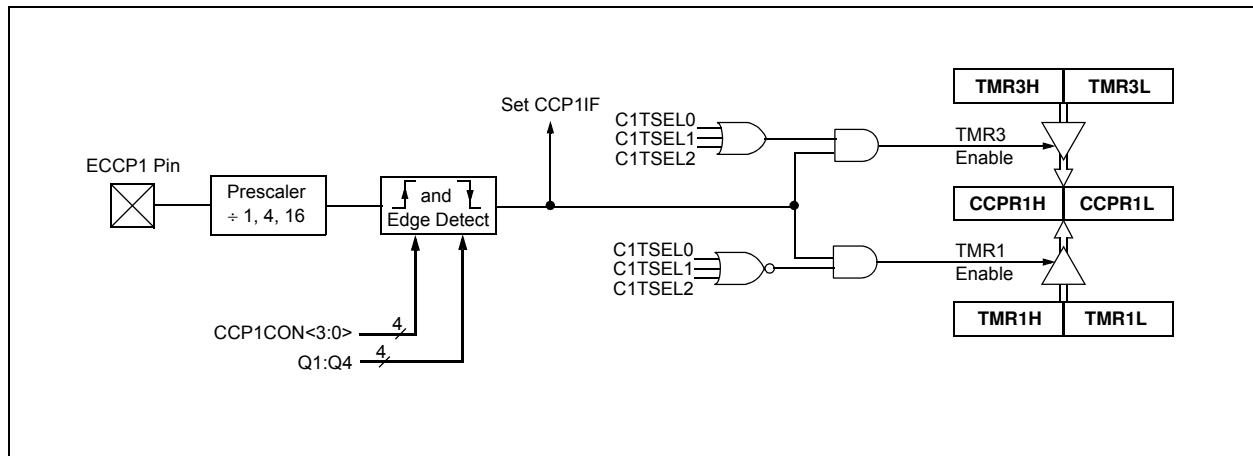 TMR3H TMR3L
Set CCP1IF
C1TSEL0
C1TSEL1
C1TSEL2
TMR3
Enable
ECCP1 Pin
Prescaler
÷ 1, 4, 16
and
Edge Detect
CCPR1H CCPR1L
C1TSEL0
C1TSEL1
C1TSEL2
TMR1
Enable
TMR1H TMR1L
CCP1CON<3:0> 4
Q1:Q4 4